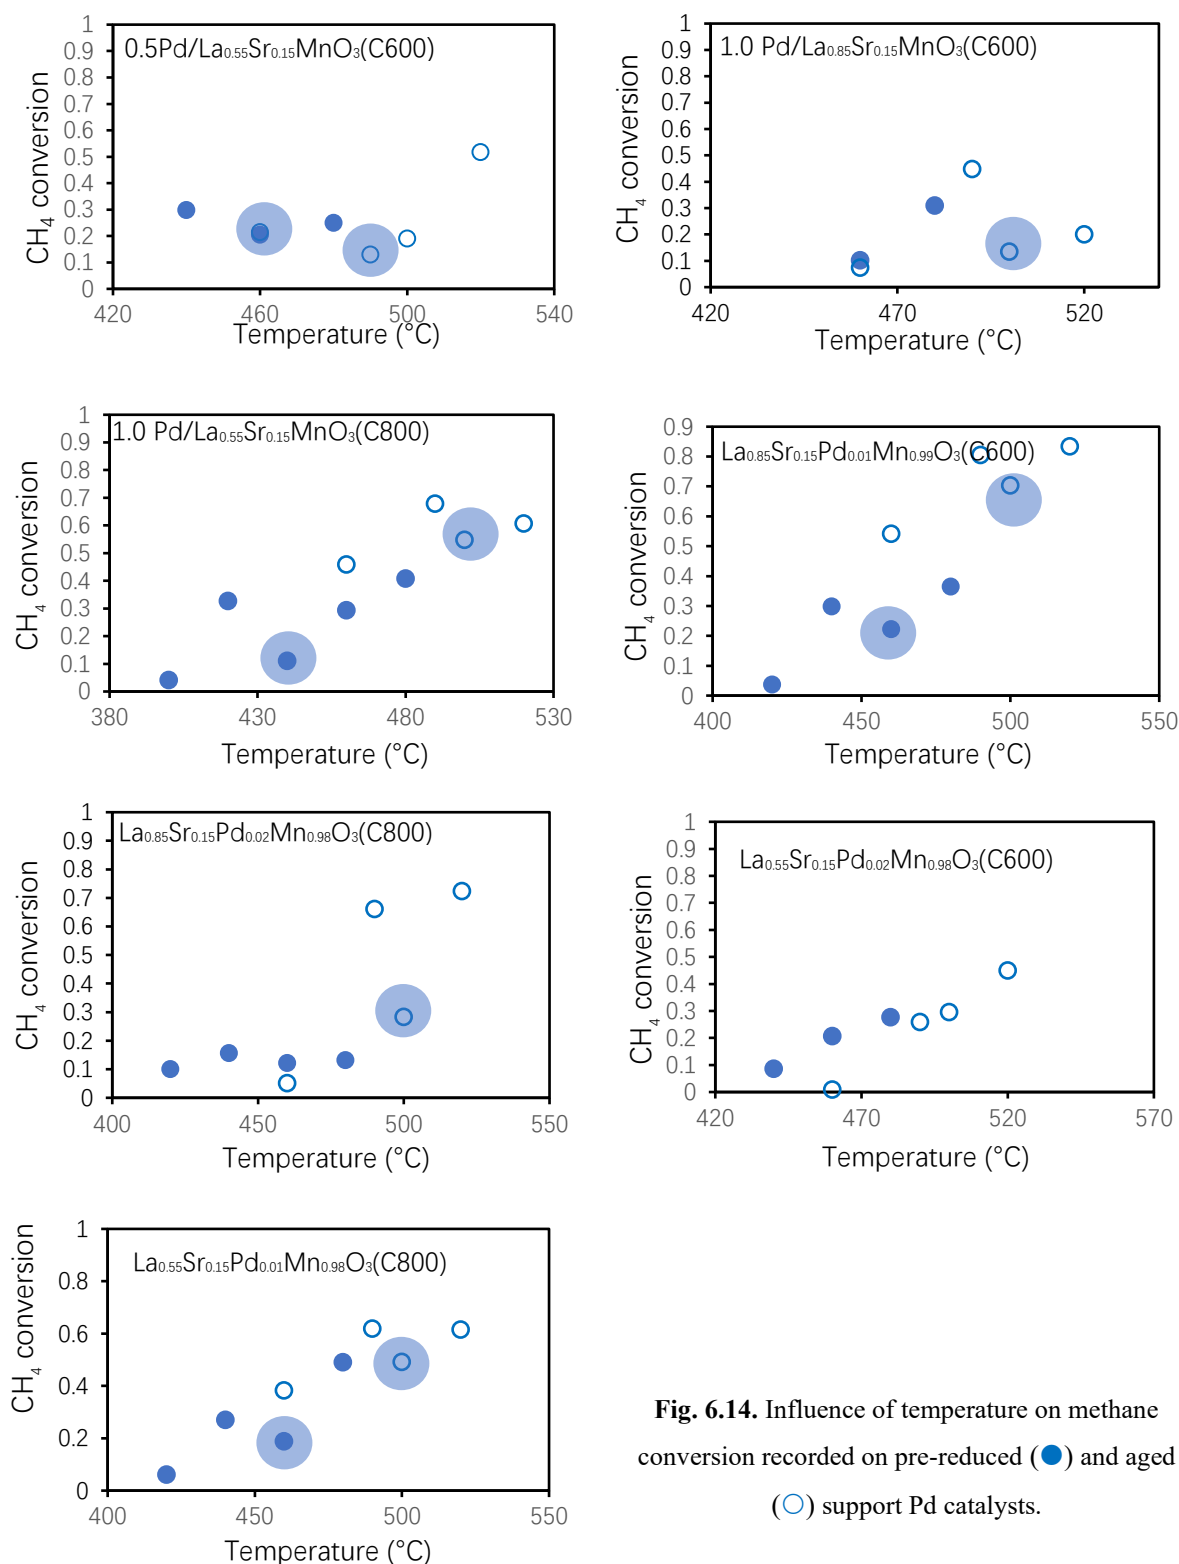 0.5Pd/La0.55Sr0.15MnO3(C600)
CH4 conversion
1
0.9
0.8
0.7
0.6
0.5
0.4
0.3
0.2
0.1
0
420 460 500 540
Temperature (°C)
1.0 Pd/La0.85Sr0.15MnO3(C600)
CH4 conversion
1
0.9
0.8
0.7
0.6
0.5
0.4
0.3
0.2
0.1
0
420 470 520
Temperature (°C)
1.0 Pd/La0.55Sr0.15MnO3(C800)
CH4 conversion
1
0.9
0.8
0.7
0.6
0.5
0.4
0.3
0.2
0.1
0
380 430 480 530
Temperature (°C)
La0.85Sr0.15Pd0.01Mn0.99O3(C600)
CH4 conversion
0.9
0.8
0.7
0.6
0.5
0.4
0.3
0.2
0.1
0
400 450 500 550
Temperature (°C)
La0.85Sr0.15Pd0.02Mn0.98O3(C800)
CH4 conversion
1
0.9
0.8
0.7
0.6
0.5
0.4
0.3
0.2
0.1
0
400 450 500 550
Temperature (°C)
La0.55Sr0.15Pd0.02Mn0.98O3(C600)
CH4 conversion
1
0.9
0.8
0.7
0.6
0.5
0.4
0.3
0.2
0.1
0
420 470 520 570
Temperature (°C)
La0.55Sr0.15Pd0.01Mn0.98O3(C800)
CH4 conversion
1
0.8
0.6
0.4
0.2
0
400 450 500 550
Temperature (°C)
Fig. 6.14. Influence of temperature on methane
conversion recorded on pre-reduced (●) and aged
(○) support Pd catalysts.